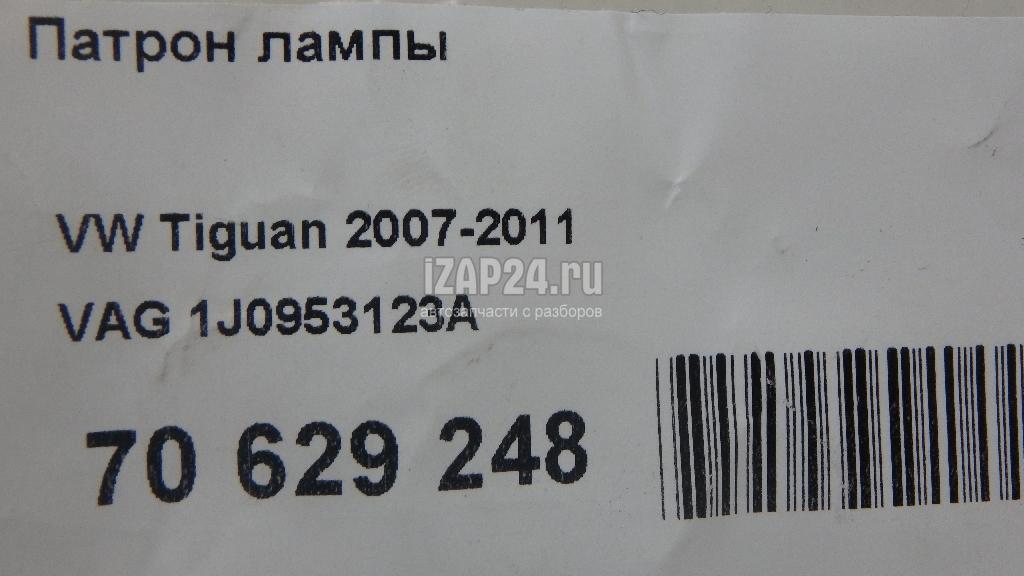 Патрон лампы
VW Tiguan 2007-2011
iZAP24.ru
автозапчасти с разборов
VAG 1J0953123A
70 629 248